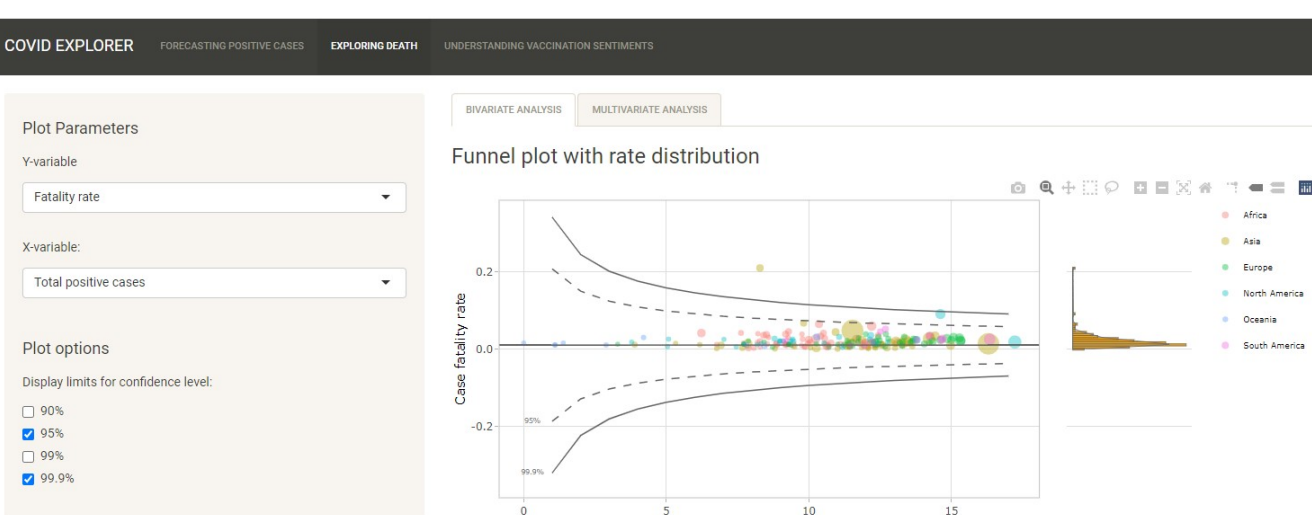 COVID EXPLORER FORECASTING POSITIVE CASES EXPLORING DEATH UNDERSTANDING VACCINATION SENTIMENTS
Plot Parameters
Y-variable
Fatality rate
X-variable:
Total positive cases
Plot options
Display limits for confidence level:
90%
95%
99%
99.9%
BIVARIATE ANALYSIS MULTIVARIATE ANALYSIS
Funnel plot with rate distribution
Case fatality rate
0.2
0.0
-0.2
95%
99.9%
0 5 10 15
Africa
Asia
Europe
North America
Oceania
South America